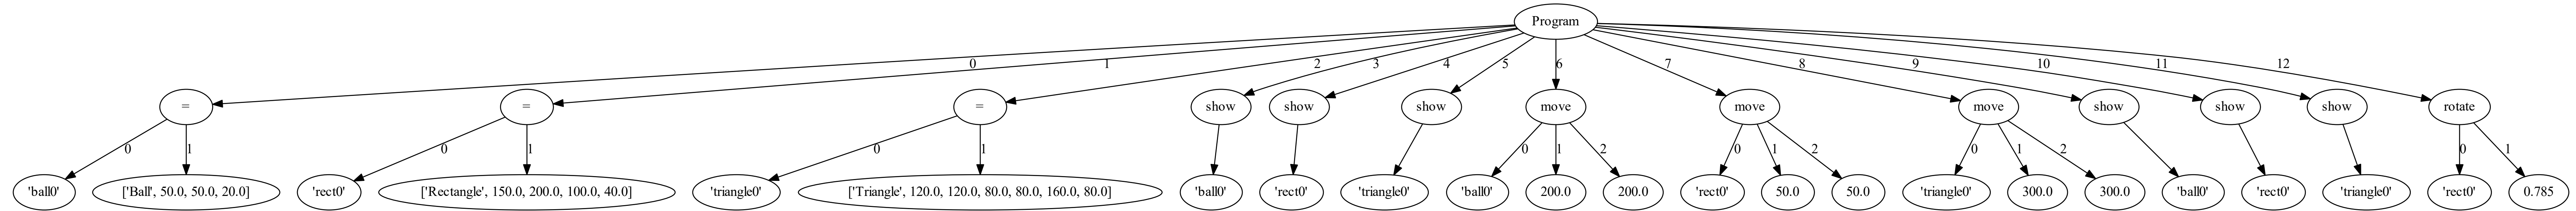 Program
0 1 2 3 4 5 6 7 8 9 10 11 12
= = = show show show move move move show show show rotate
0 1 0 1 0 1 0 1 2 0 1 2 0 1 2 0 1
'ball0' ['Ball', 50.0, 50.0, 20.0] 'rect0' ['Rectangle', 150.0, 200.0, 100.0, 40.0] 'triangle0' ['Triangle', 120.0, 120.0, 80.0, 80.0, 160.0, 80.0] 'ball0' 'rect0' 'triangle0' 'ball0' 200.0 200.0 'rect0' 50.0 50.0 'triangle0' 300.0 300.0 'ball0' 'rect0' 'triangle0' 'rect0' 0.785